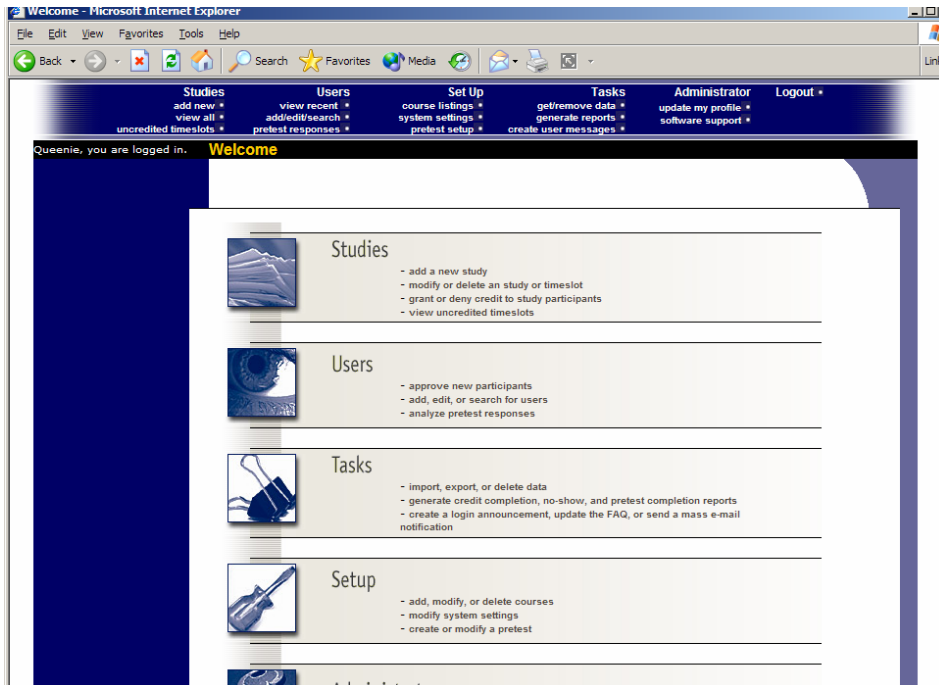 Welcome - Microsoft Internet Explorer
File Edit View Favorites Tools Help
Back Search Favorites Media
Studies Users Set Up Tasks Administrator Logout
add new view recent course listings get/remove data update my profile
view all add/edit/search system settings generate reports software support
uncredited timeslots pretest responses pretest setup create user messages
Queenie, you are logged in. Welcome
Studies
- add a new study
- modify or delete an study or timeslot
- grant or deny credit to study participants
- view uncredited timeslots
Users
- approve new participants
- add, edit, or search for users
- analyze pretest responses
Tasks
- import, export, or delete data
- generate credit completion, no-show, and pretest completion reports
- create a login announcement, update the FAQ, or send a mass e-mail
notification
Setup
- add, modify, or delete courses
- modify system settings
- create or modify a pretest